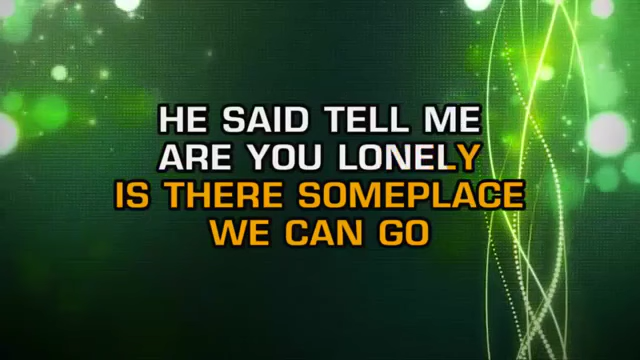 HE SAID TELL ME
ARE YOU LONELY
IS THERE SOMEPLACE
WE CAN GO